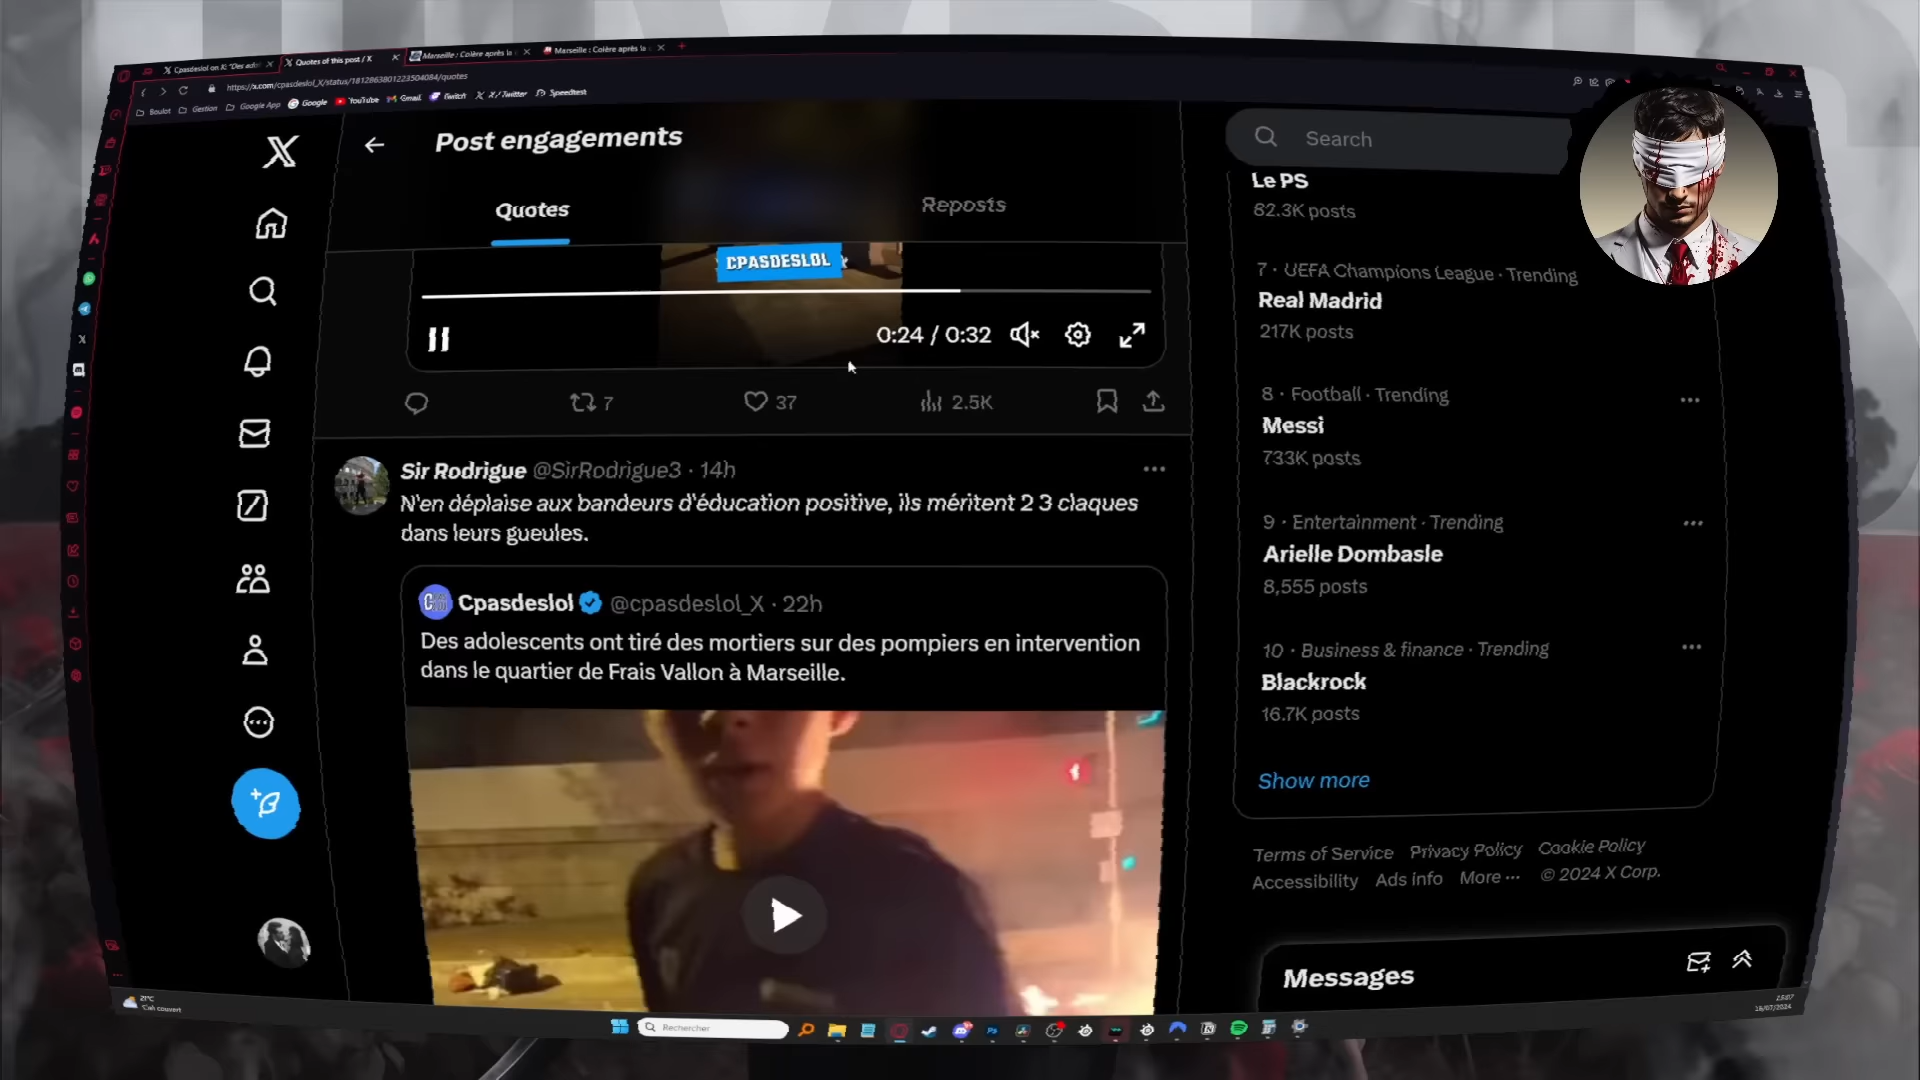 Cpasdeslol on X: "Des ado
Quotes of this post / X
Marseille : Colère après la
Marseille : Colère après la
https://x.com/cpasdeslol_X/status/1812863801223504084/quotes
Boulot
Gestion
Google App
Google
YouTube
Gmail
Twitch
X / Twitter
Speedtest
Post engagements
Quotes
Reposts
CPASDESLOL
0:24 / 0:32
7
37
2.5K
Sir Rodrigue @SirRodrigue3 · 14h
N'en déplaise aux bandeurs d'éducation positive, ils méritent 2 3 claques
dans leurs gueules.
Cpasdeslol @cpasdeslol_X · 22h
Des adolescents ont tiré des mortiers sur des pompiers en intervention
dans le quartier de Frais Vallon à Marseille.
Search
Le PS
82.3K posts
7 · UEFA Champions League · Trending
Real Madrid
217K posts
8 · Football · Trending
Messi
733K posts
9 · Entertainment · Trending
Arielle Dombasle
8,555 posts
10 · Business & finance · Trending
Blackrock
16.7K posts
Show more
Terms of Service Privacy Policy Cookie Policy
Accessibility Ads info More ··· © 2024 X Corp.
Messages
21°C
Ciel couvert
Rechercher
16/07/2024